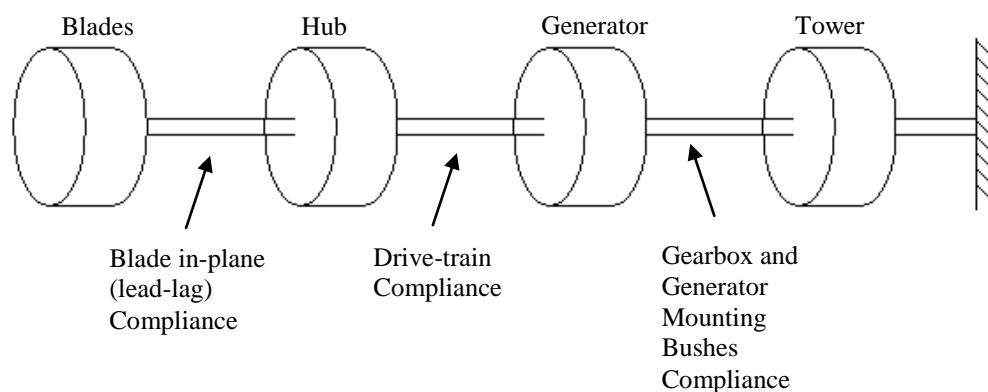 Blades Hub Generator Tower
Blade in-plane
(lead-lag)
Compliance
Drive-train
Compliance
Gearbox and
Generator
Mounting
Bushes
Compliance